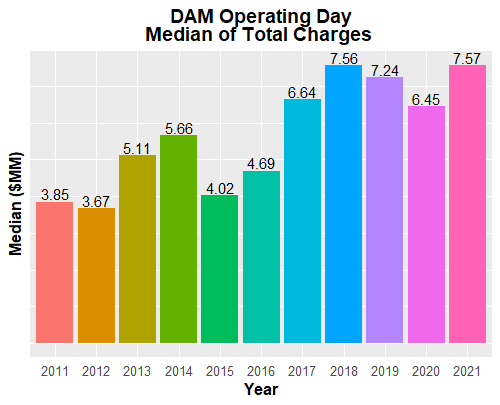 DAM Operating Day
Median of Total Charges
Median ($MM)
3.85
3.67
5.11
5.66
4.02
4.69
6.64
7.56
7.24
6.45
7.57
2011 2012 2013 2014 2015 2016 2017 2018 2019 2020 2021
Year